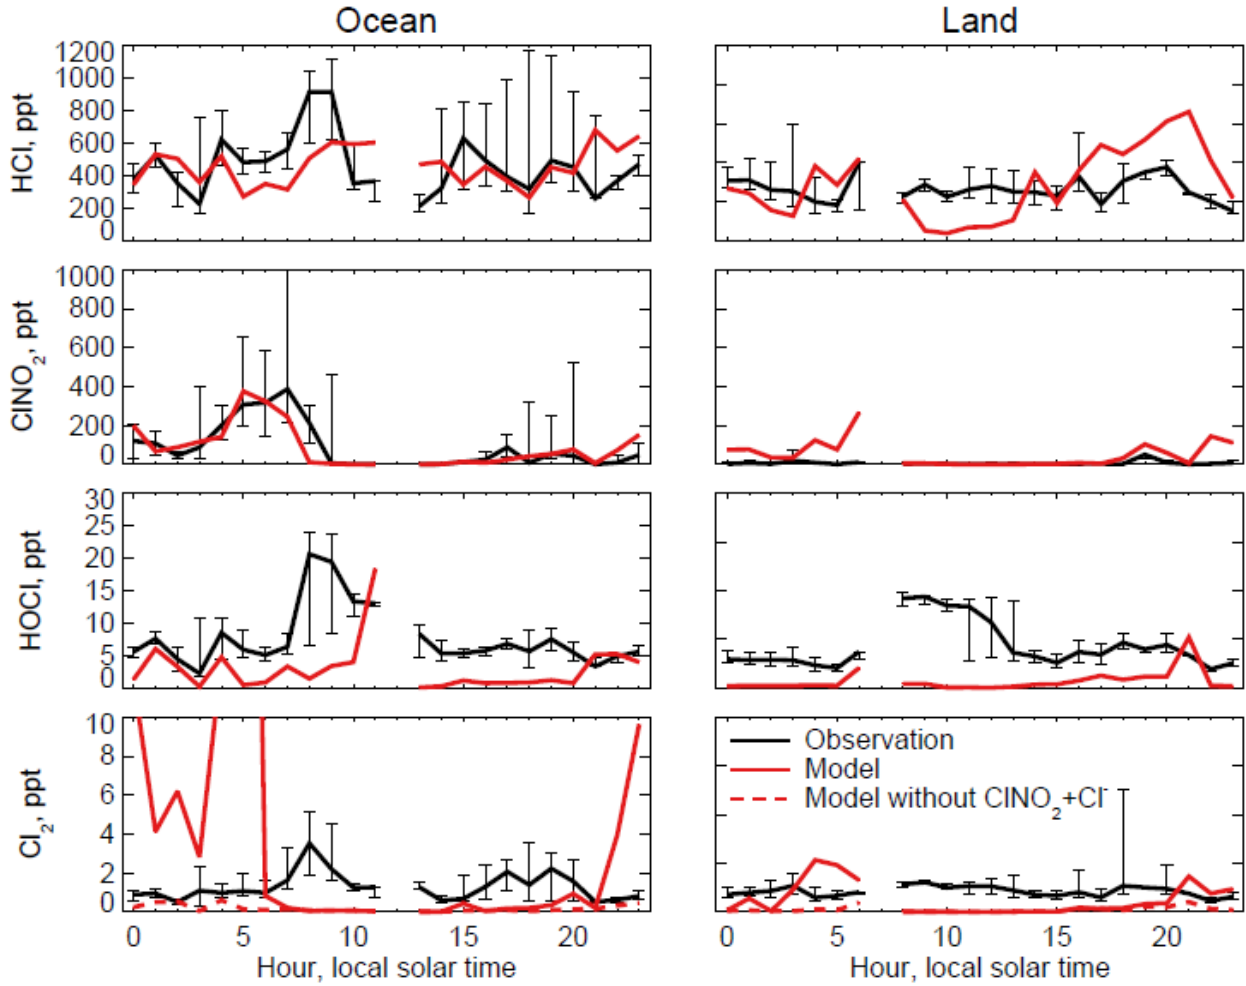 Ocean
Land
HCl, ppt
1200
1000
800
600
400
200
0
ClNO2, ppt
1000
800
600
400
200
0
HOCl, ppt
30
25
20
15
10
5
0
Cl2, ppt
10
8
6
4
2
0
Observation
Model
Model without ClNO2+Cl-
0 5 10 15 20
0 5 10 15 20
Hour, local solar time
Hour, local solar time